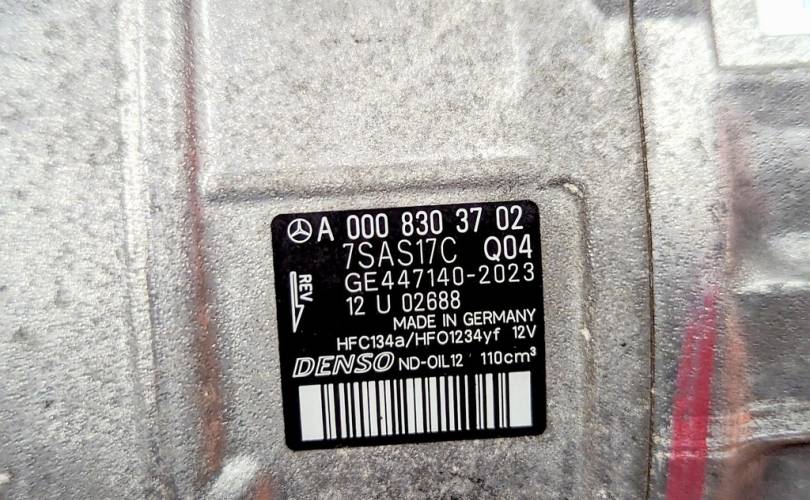 A 000 830 37 02
7SAS17C Q04
REV.
GE447140-2023
12 U 02688
MADE IN GERMANY
HFC134a/HFO1234yf 12V
DENSO ND-OIL12 110cm³